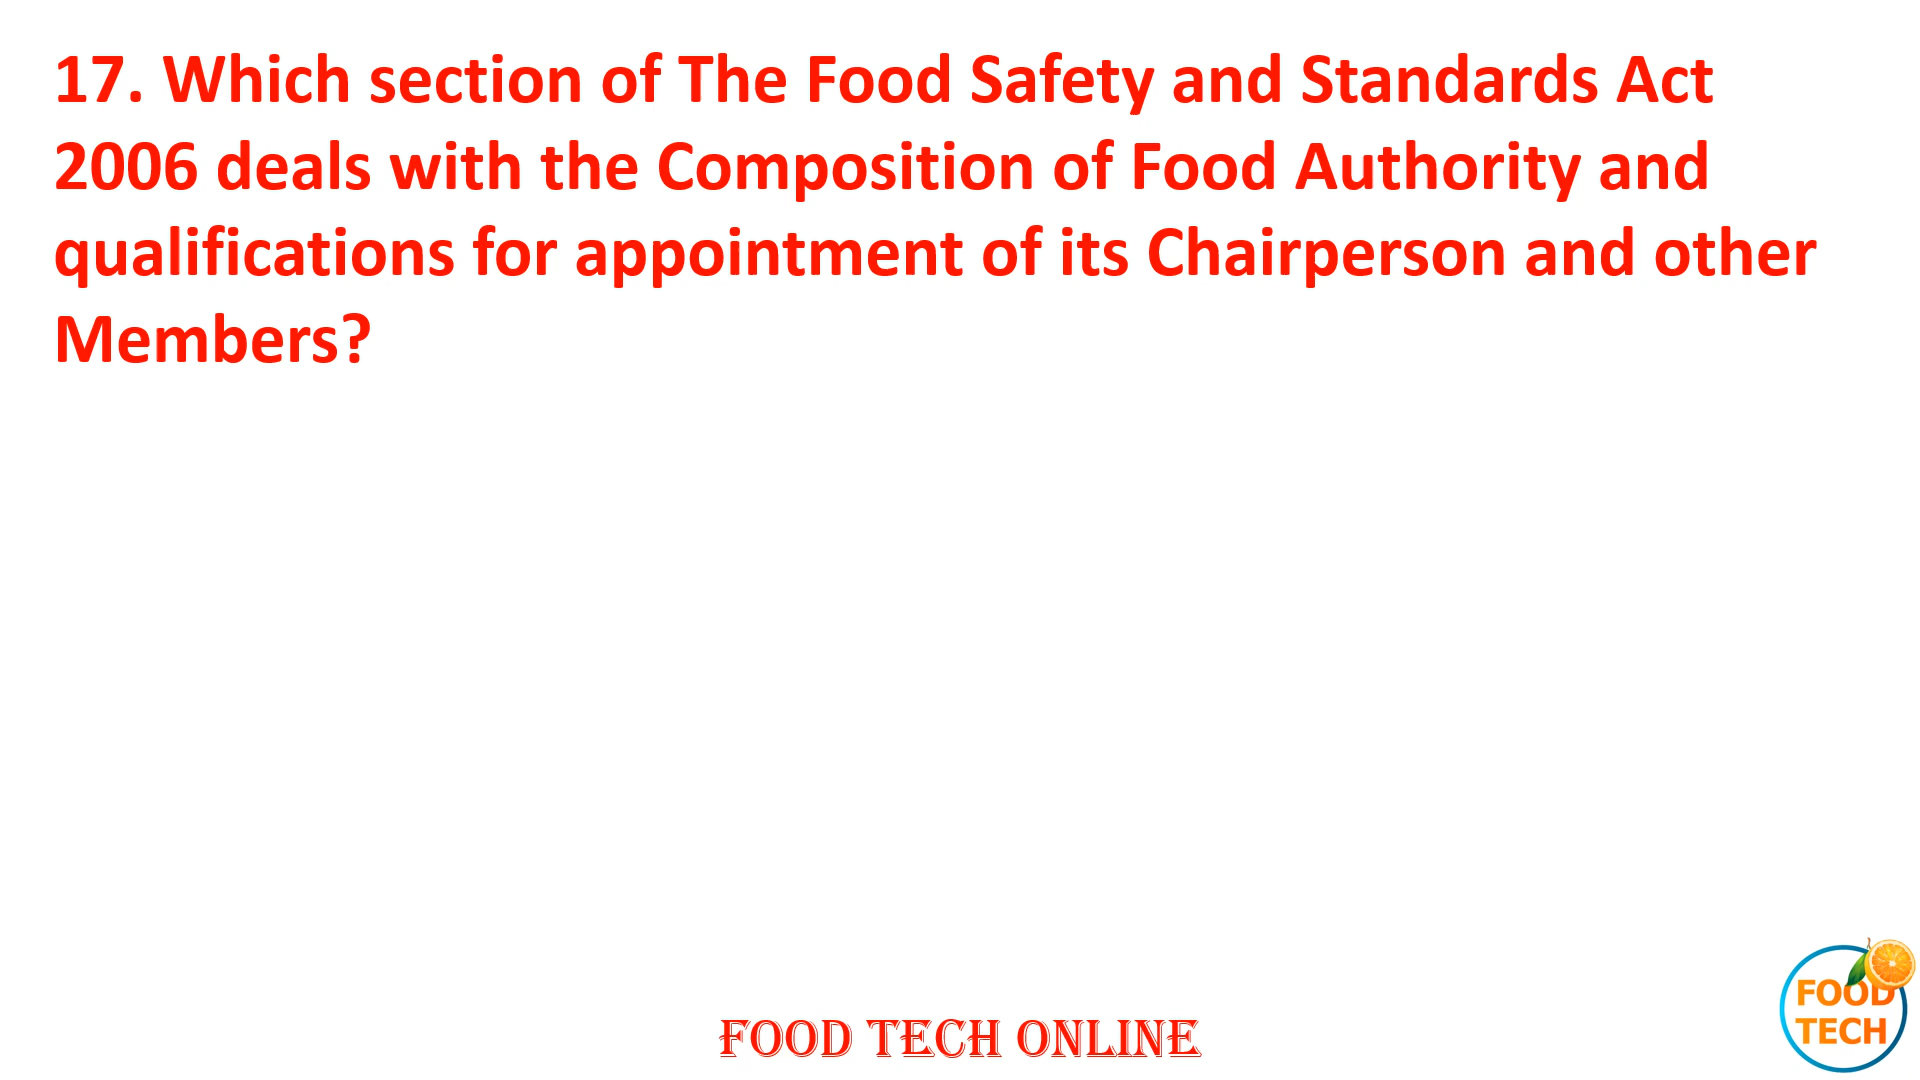 17. Which section of The Food Safety and Standards Act
2006 deals with the Composition of Food Authority and
qualifications for appointment of its Chairperson and other
Members?
FOOD TECH ONLINE
FOOD
TECH